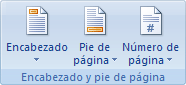 Encabezado
Pie de
página
Número de
página
#
Encabezado y pie de página